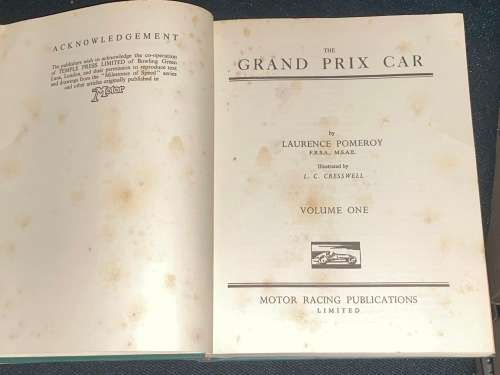 ACKNOWLEDGEMENT
The publishers wish to acknowledge the co-operation
of TEMPLE PRESS LIMITED of Bowling Green
Lane, London, and their permission to reproduce text
and drawings from the "Milestones of Speed" series
and other articles originally published in
Motor
THE
GRAND PRIX CAR
by
LAURENCE POMEROY
F.R.S.A., M.S.A.E.
Illustrated by
L. C. CRESSWELL
VOLUME ONE
MOTOR RACING PUBLICATIONS
LIMITED